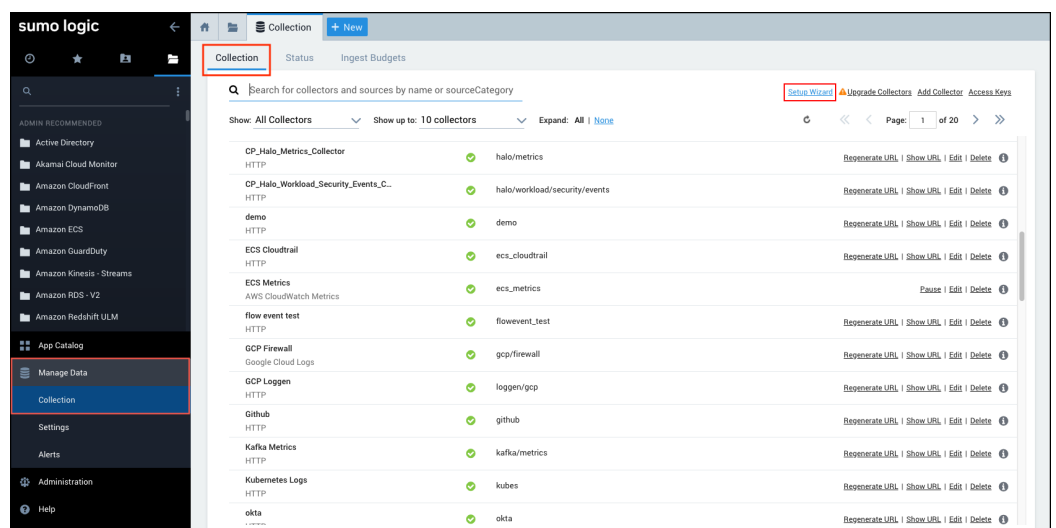 sumo logic
Collection
+ New
Collection Status Ingest Budgets
Search for collectors and sources by name or sourceCategory
Setup Wizard Upgrade Collectors Add Collector Access Keys
Show: All Collectors Show up to: 10 collectors Expand: All | None Page: 1 of 20
ADMIN RECOMMENDED
Active Directory
Akamai Cloud Monitor
Amazon CloudFront
Amazon DynamoDB
Amazon ECS
Amazon GuardDuty
Amazon Kinesis - Streams
Amazon RDS - V2
Amazon Redshift ULM
App Catalog
Manage Data
Collection
Settings
Alerts
Administration
Help
CP_Halo_Metrics_Collector
HTTP
halo/metrics
Regenerate URL | Show URL | Edit | Delete
CP_Halo_Workload_Security_Events_C...
HTTP
halo/workload/security/events
Regenerate URL | Show URL | Edit | Delete
demo
HTTP
demo
Regenerate URL | Show URL | Edit | Delete
ECS Cloudtrail
HTTP
ecs_cloudtrail
Regenerate URL | Show URL | Edit | Delete
ECS Metrics
AWS CloudWatch Metrics
ecs_metrics
Pause | Edit | Delete
flow event test
HTTP
flowevent_test
Regenerate URL | Show URL | Edit | Delete
GCP Firewall
Google Cloud Logs
gcp/firewall
Regenerate URL | Show URL | Edit | Delete
GCP Loggen
HTTP
loggen/gcp
Regenerate URL | Show URL | Edit | Delete
Github
HTTP
github
Regenerate URL | Show URL | Edit | Delete
Kafka Metrics
HTTP
kafka/metrics
Regenerate URL | Show URL | Edit | Delete
Kubernetes Logs
HTTP
kubes
Regenerate URL | Show URL | Edit | Delete
okta
HTTP
okta
Regenerate URL | Show URL | Edit | Delete